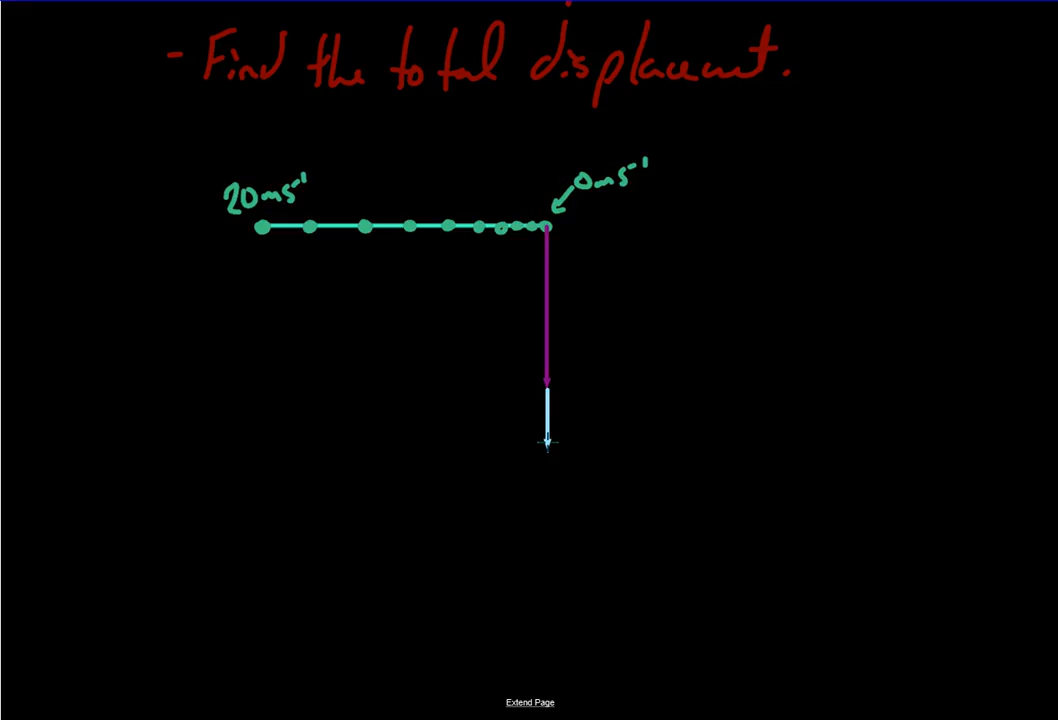 - Find the total displacement.
20ms⁻¹
0ms⁻¹
Extend Page